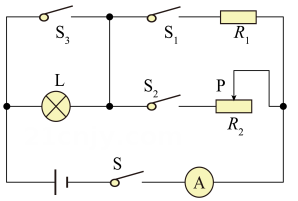 S₃ S₁ R₁
L S₂ P R₂
S A